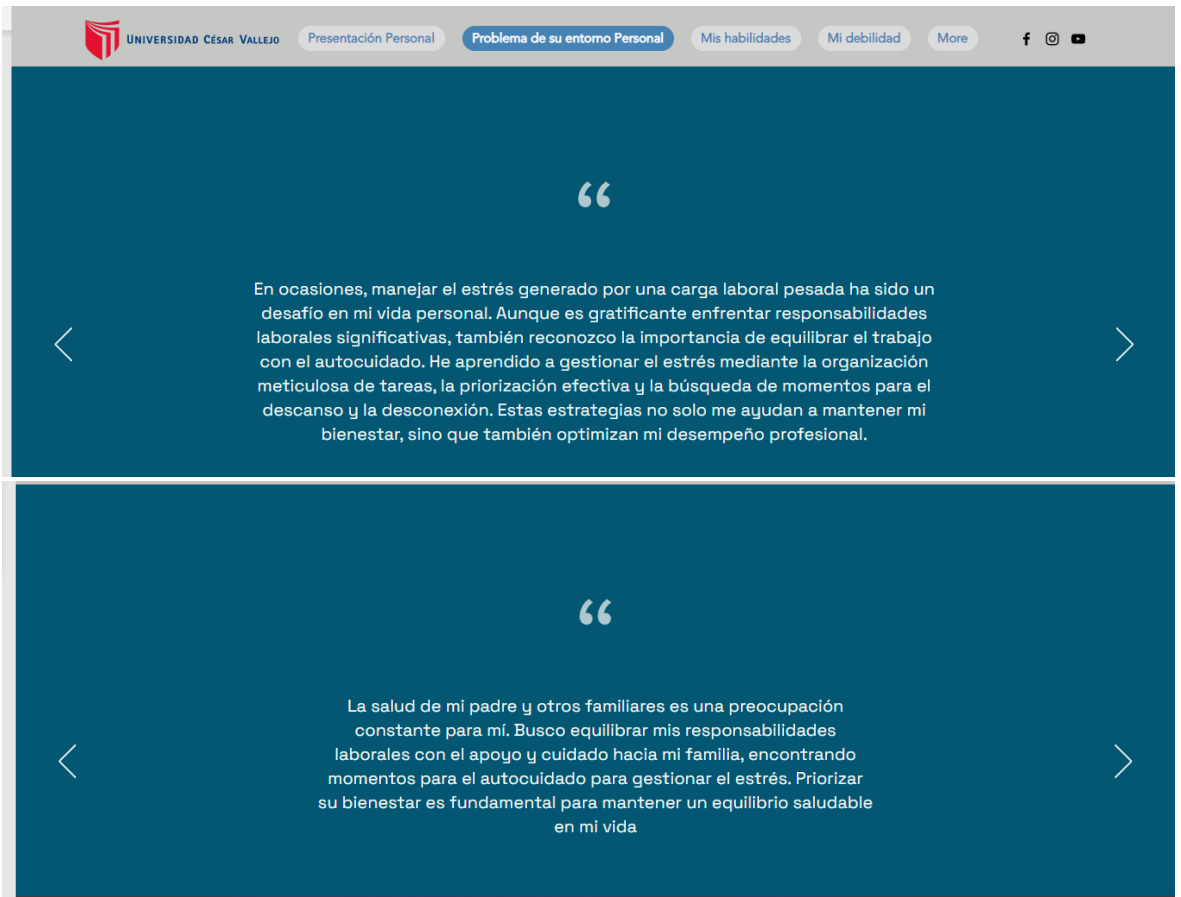 UNIVERSIDAD CÉSAR VALLEJO
Presentación Personal
Problema de su entorno Personal
Mis habilidades
Mi debilidad
More
“
En ocasiones, manejar el estrés generado por una carga laboral pesada ha sido un
desafío en mi vida personal. Aunque es gratificante enfrentar responsabilidades
laborales significativas, también reconozco la importancia de equilibrar el trabajo
con el autocuidado. He aprendido a gestionar el estrés mediante la organización
meticulosa de tareas, la priorización efectiva y la búsqueda de momentos para el
descanso y la desconexión. Estas estrategias no solo me ayudan a mantener mi
bienestar, sino que también optimizan mi desempeño profesional.
“
La salud de mi padre y otros familiares es una preocupación
constante para mí. Busco equilibrar mis responsabilidades
laborales con el apoyo y cuidado hacia mi familia, encontrando
momentos para el autocuidado para gestionar el estrés. Priorizar
su bienestar es fundamental para mantener un equilibrio saludable
en mi vida